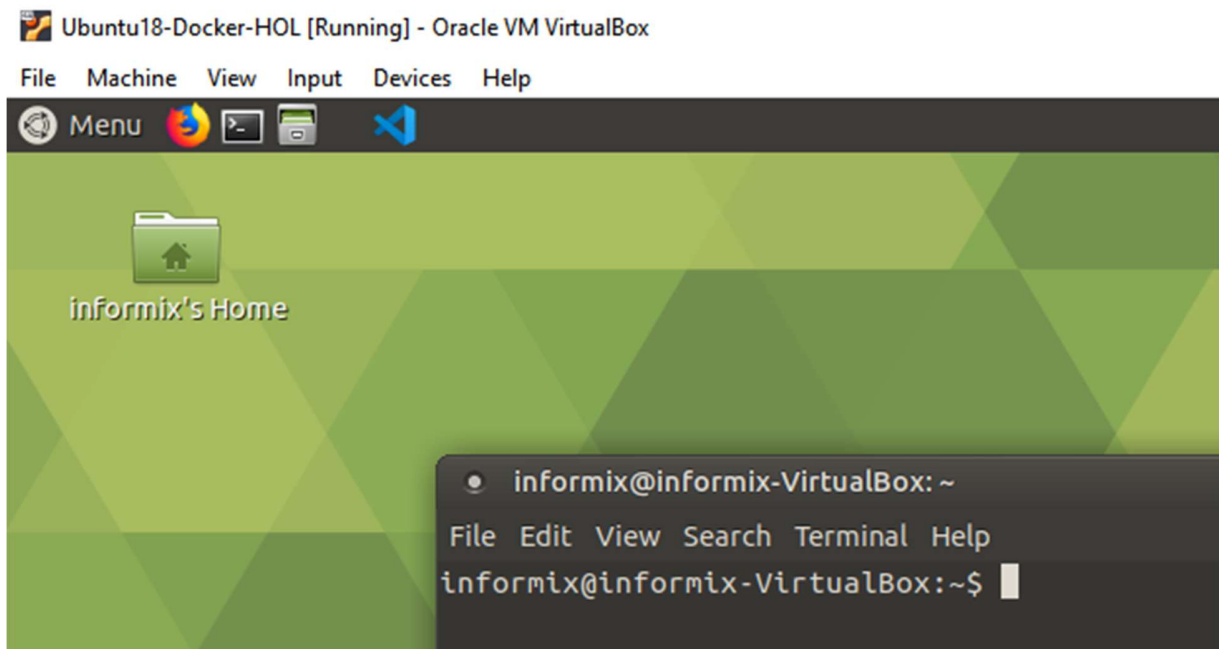 Ubuntu18-Docker-HOL [Running] - Oracle VM VirtualBox
File Machine View Input Devices Help
Menu
informix's Home
informix@informix-VirtualBox: ~
File Edit View Search Terminal Help
informix@informix-VirtualBox:~$